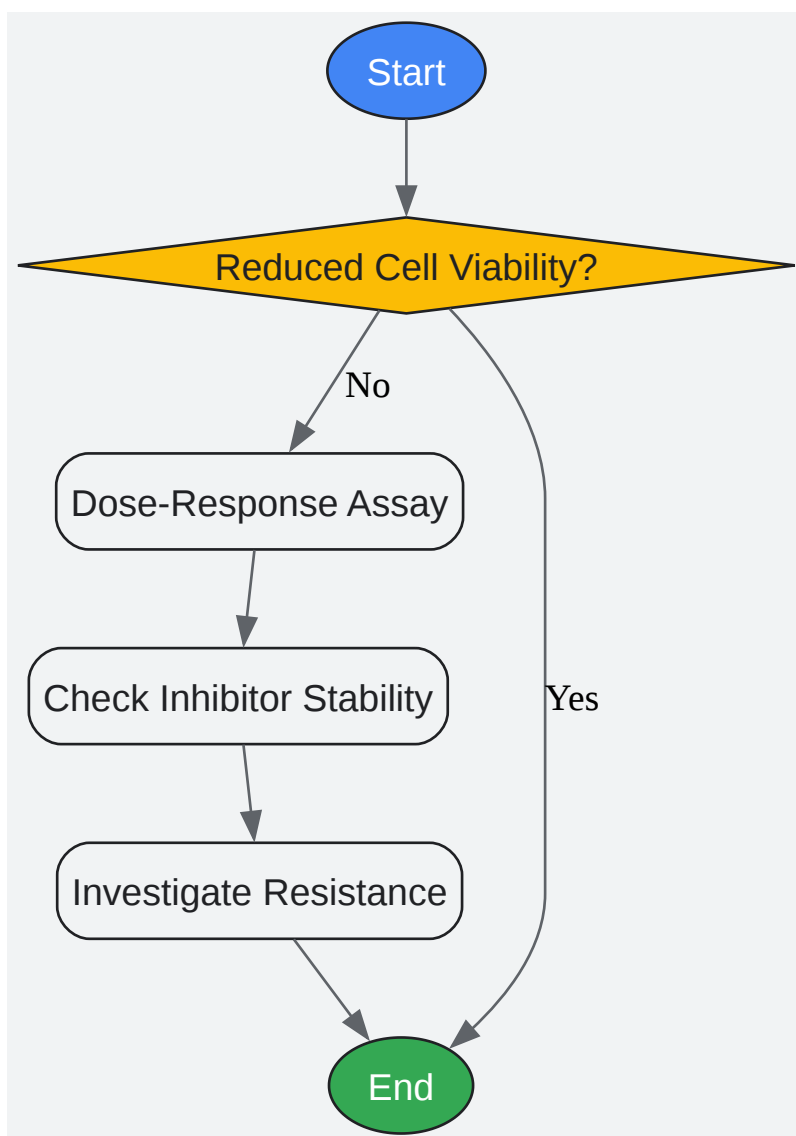 Start
Reduced Cell Viability?
No
Dose-Response Assay
Check Inhibitor Stability
Yes
Investigate Resistance
End